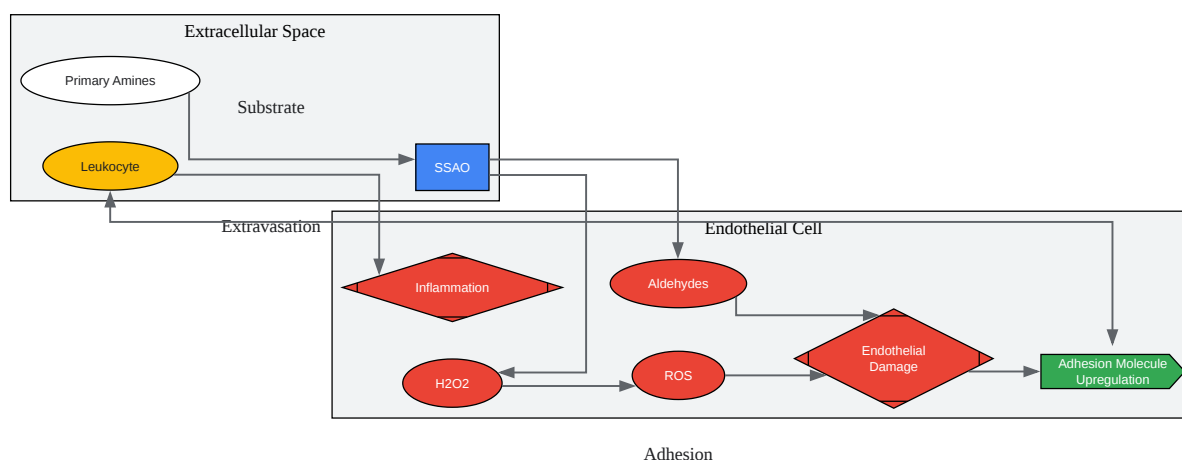 Extracellular Space
Primary Amines
Substrate
Leukocyte
SSAO
Extravasation
Endothelial Cell
Inflammation
Aldehydes
Endothelial
Damage
Adhesion Molecule
Upregulation
H2O2
ROS
Adhesion